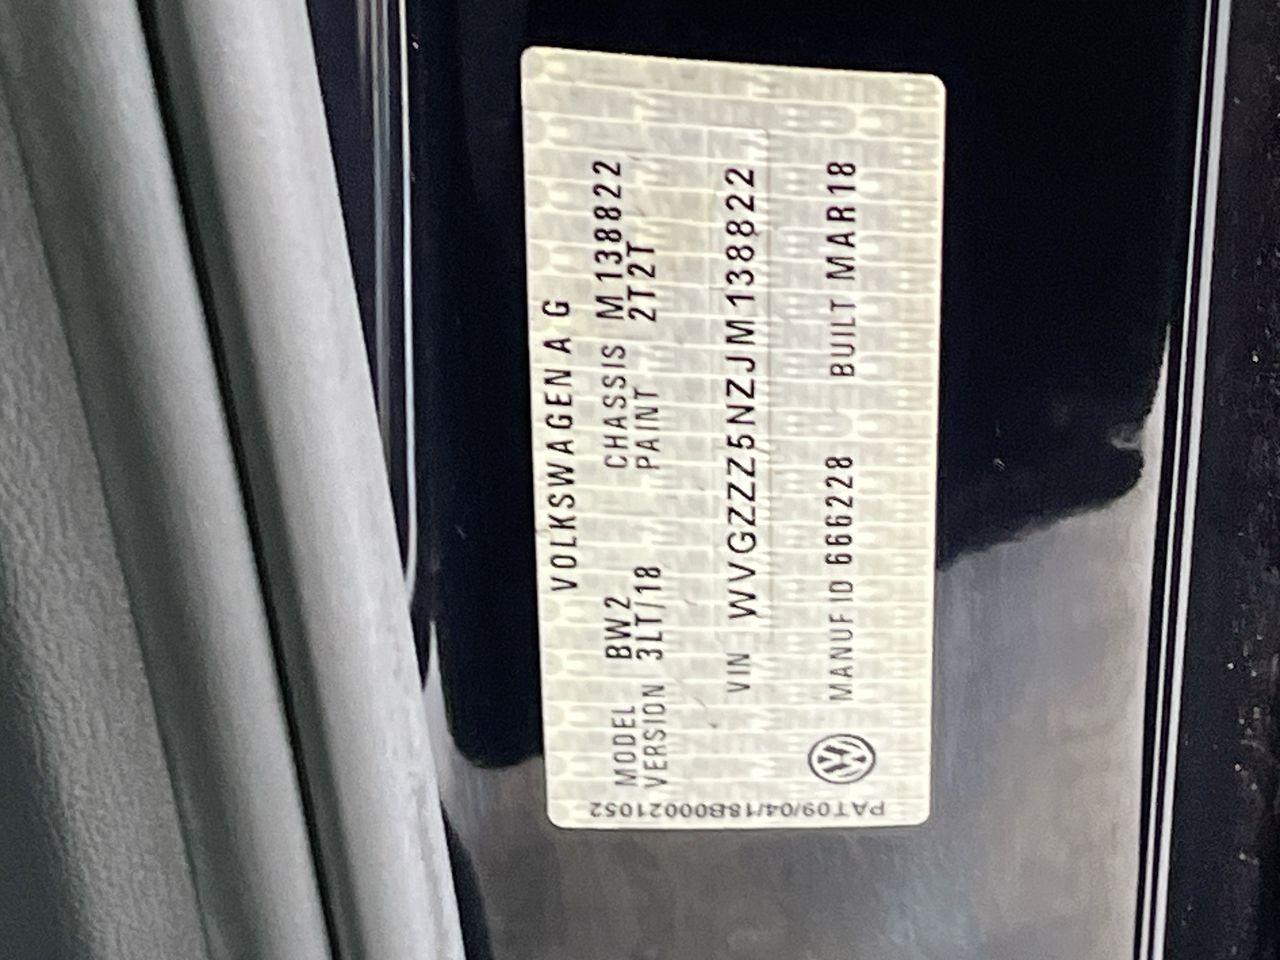 VOLKSWAGEN A G
MODEL BW2 CHASSIS M138822
VERSION 3LT/18 PAINT 2T2T
VIN WVGZZZ5NZJM138822
MANUF ID 666228 BUILT MAR18
PAT09/04/18B00021052